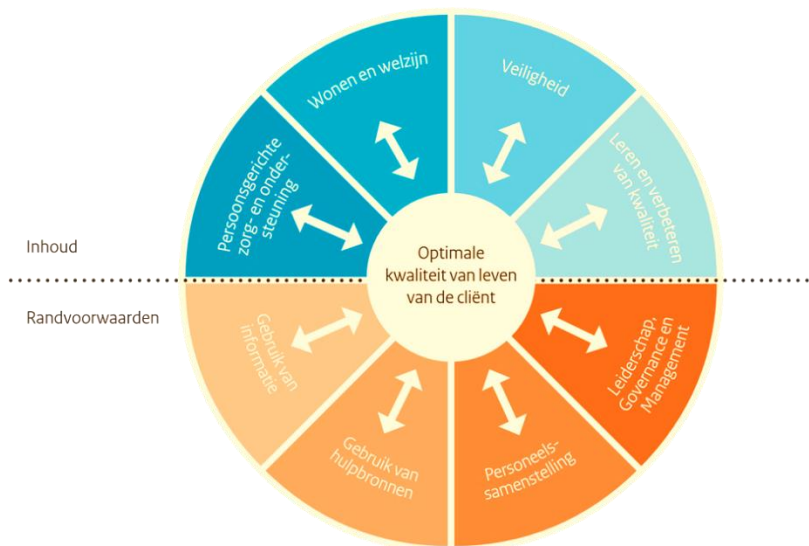 Wonen en welzijn
Veiligheid
Persoonsgerichte
zorg- en onder-
steuning
Leren en verbeteren
van kwaliteit
Inhoud
Optimale
kwaliteit van leven
van de cliënt
Randvoorwaarden
Gebruik van
informatie
Leiderschap,
Governance en
Management
Gebruik van
hulpbronnen
Personeels-
samenstelling